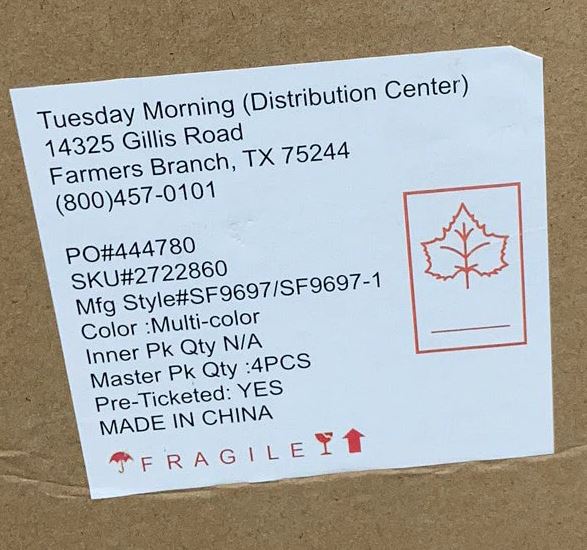 Tuesday Morning (Distribution Center)
14325 Gillis Road
Farmers Branch, TX 75244
(800)457-0101
PO#444780
SKU#2722860
Mfg Style#SF9697/SF9697-1
Color :Multi-color
Inner Pk Qty N/A
Master Pk Qty :4PCS
Pre-Ticketed: YES
MADE IN CHINA
FRAGILE